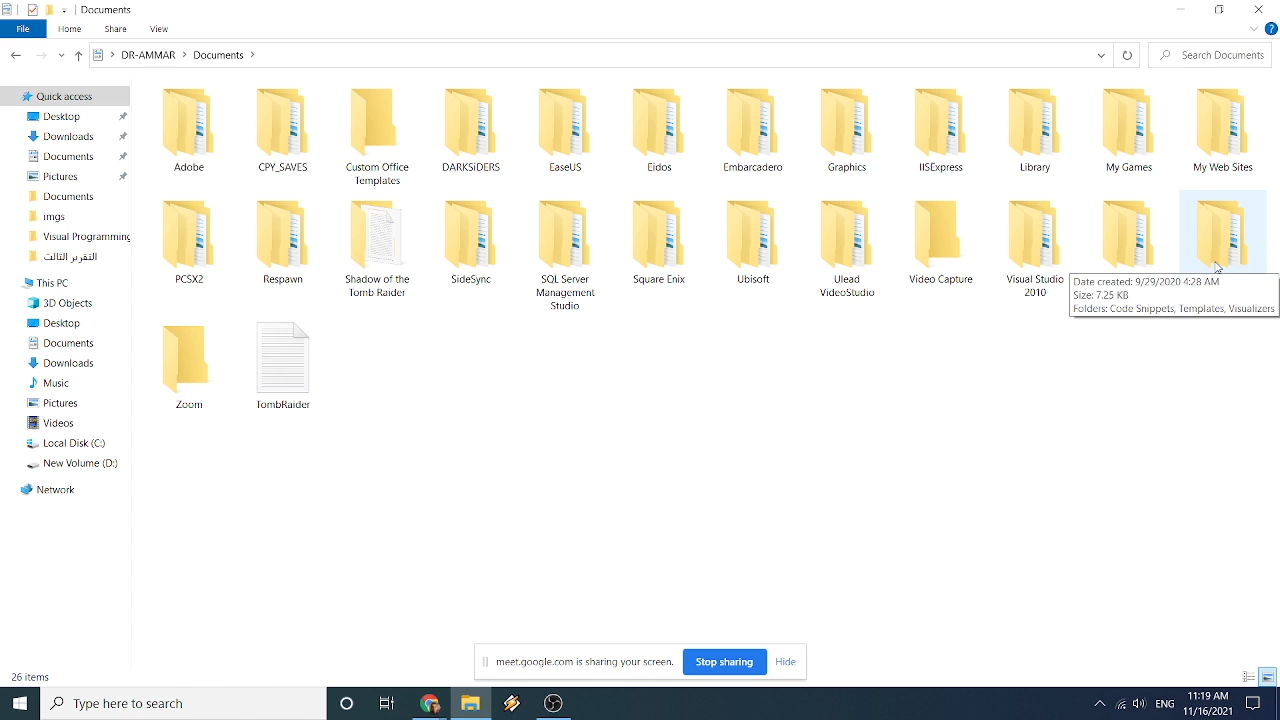 Documents
File Home Share View
DR-AMMAR Documents
Search Documents
Quick access
Desktop
Downloads
Documents
Pictures
Documents
imgs
Visual Programming
التقرير الثالث
This PC
3D Objects
Desktop
Documents
Downloads
Music
Pictures
Videos
Local Disk (C:)
New Volume (D:)
Network
Adobe CPY_SAVES Custom Office DARKSiDERS EaseUS Eidos Embarcadero Graphics IISExpress Library My Games My Web Sites
Templates
PCSX2 Respawn Shadow of the SideSync SQL Server Square Enix Ubisoft Ulead Video Capture Visual Studio
Tomb Raider Management VideoStudio 2010
Studio
Date created: 9/29/2020 4:28 AM
Size: 7.25 KB
Folders: Code Snippets, Templates, Visualizers
Zoom TombRaider
meet.google.com is sharing your screen. Stop sharing Hide
26 items
Type here to search
ENG
11:19 AM
11/16/2021